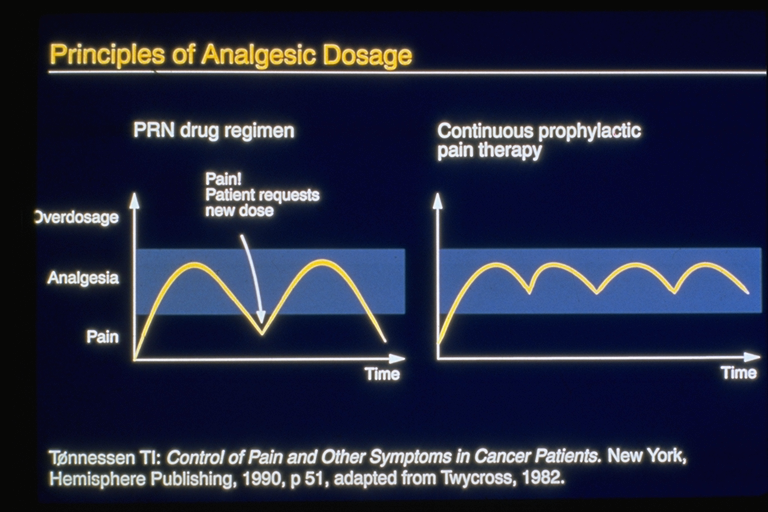 Principles of Analgesic Dosage
PRN drug regimen
Pain!
Patient requests
new dose
Overdosage
Analgesia
Pain
Time
Continuous prophylactic
pain therapy
Time
Tønnessen TI: Control of Pain and Other Symptoms in Cancer Patients. New York,
Hemisphere Publishing, 1990, p 51, adapted from Twycross, 1982.